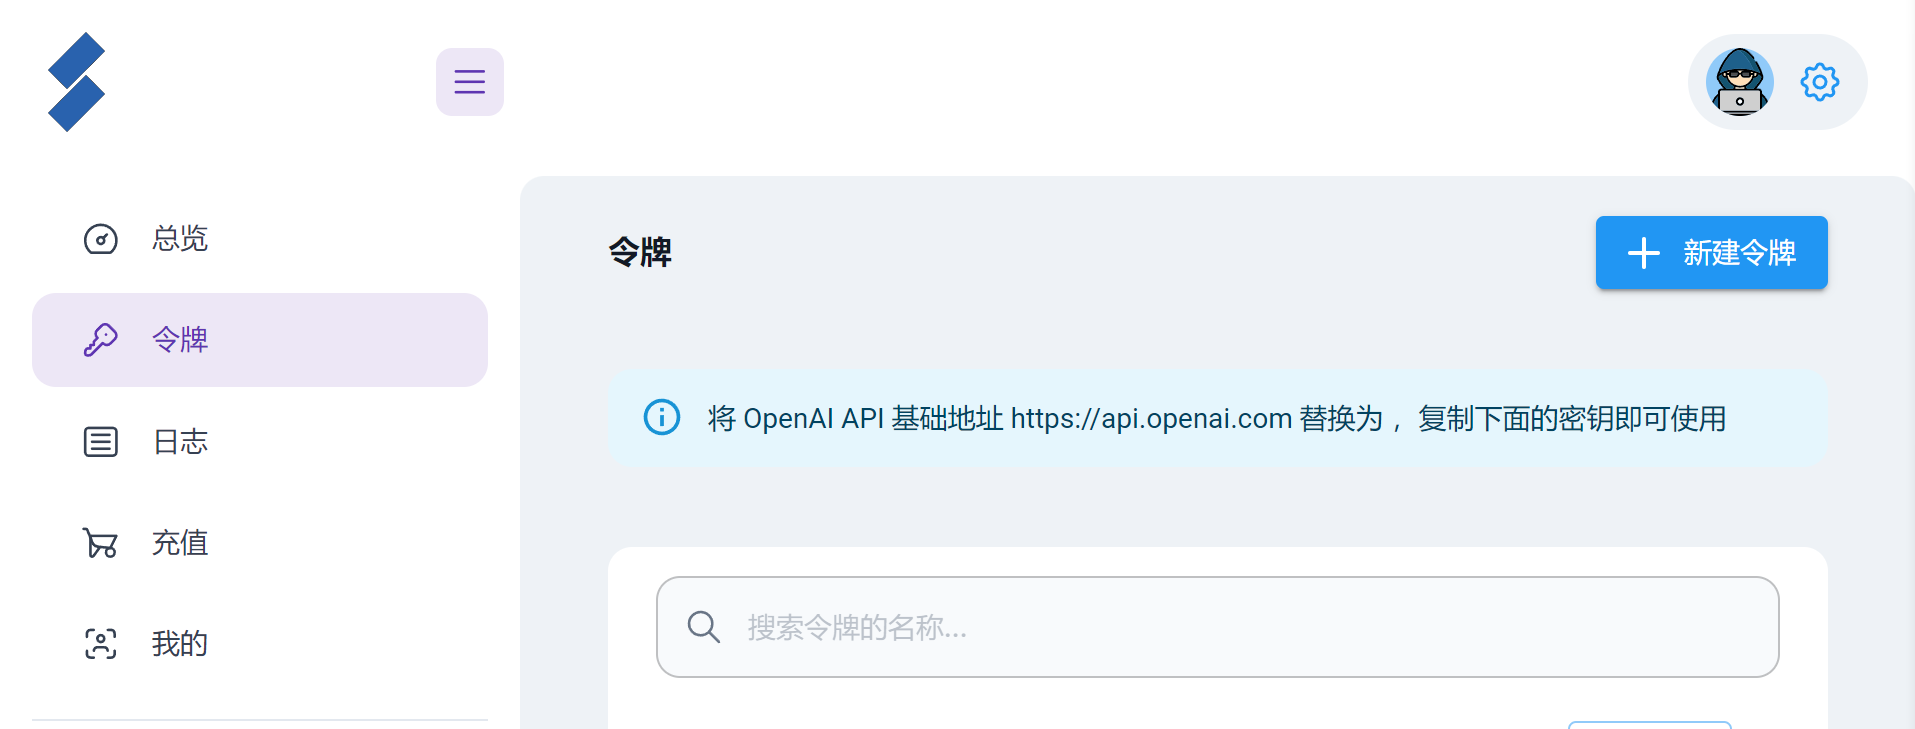 总览
令牌
日志
充值
我的
令牌
新建令牌
将 OpenAI API 基础地址 https://api.openai.com 替换为，复制下面的密钥即可使用
搜索令牌的名称...